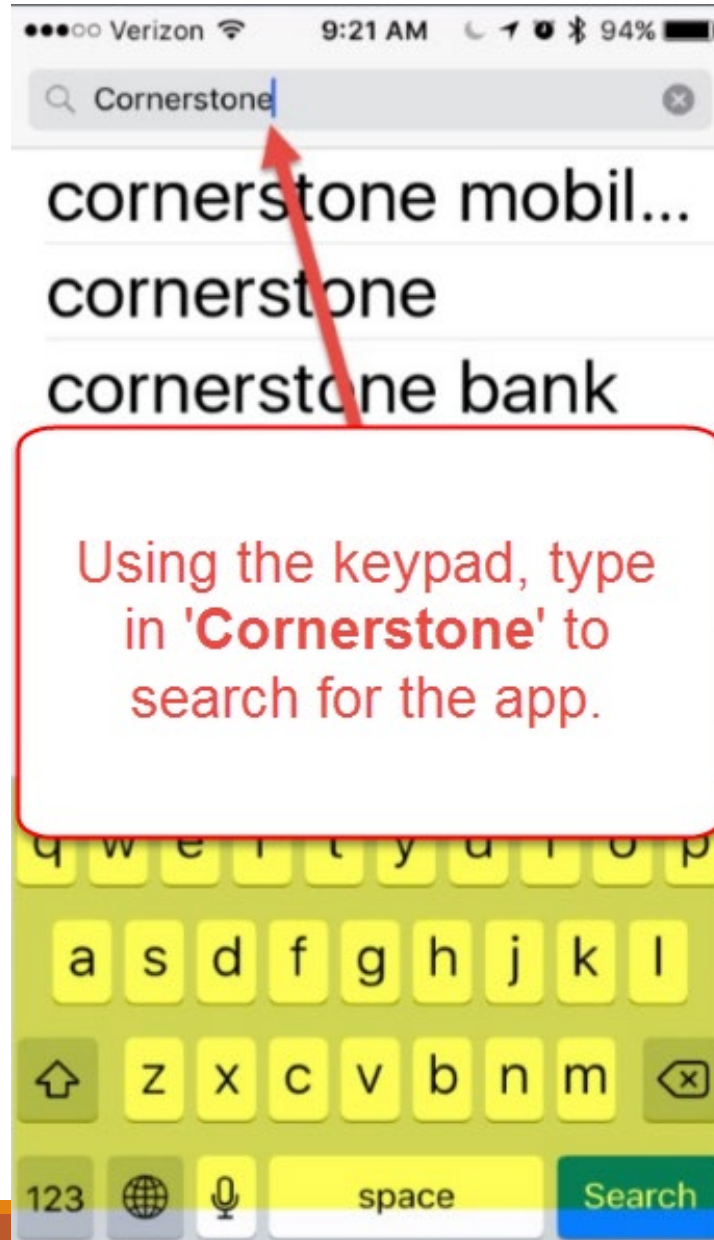 Verizon 9:21 AM 94%
Cornerstone
cornerstone mobil...
cornerstone
cornerstone bank
Using the keypad, type
in 'Cornerstone' to
search for the app.
q w e r t y u i o p
a s d f g h j k l
z x c v b n m
123 space Search